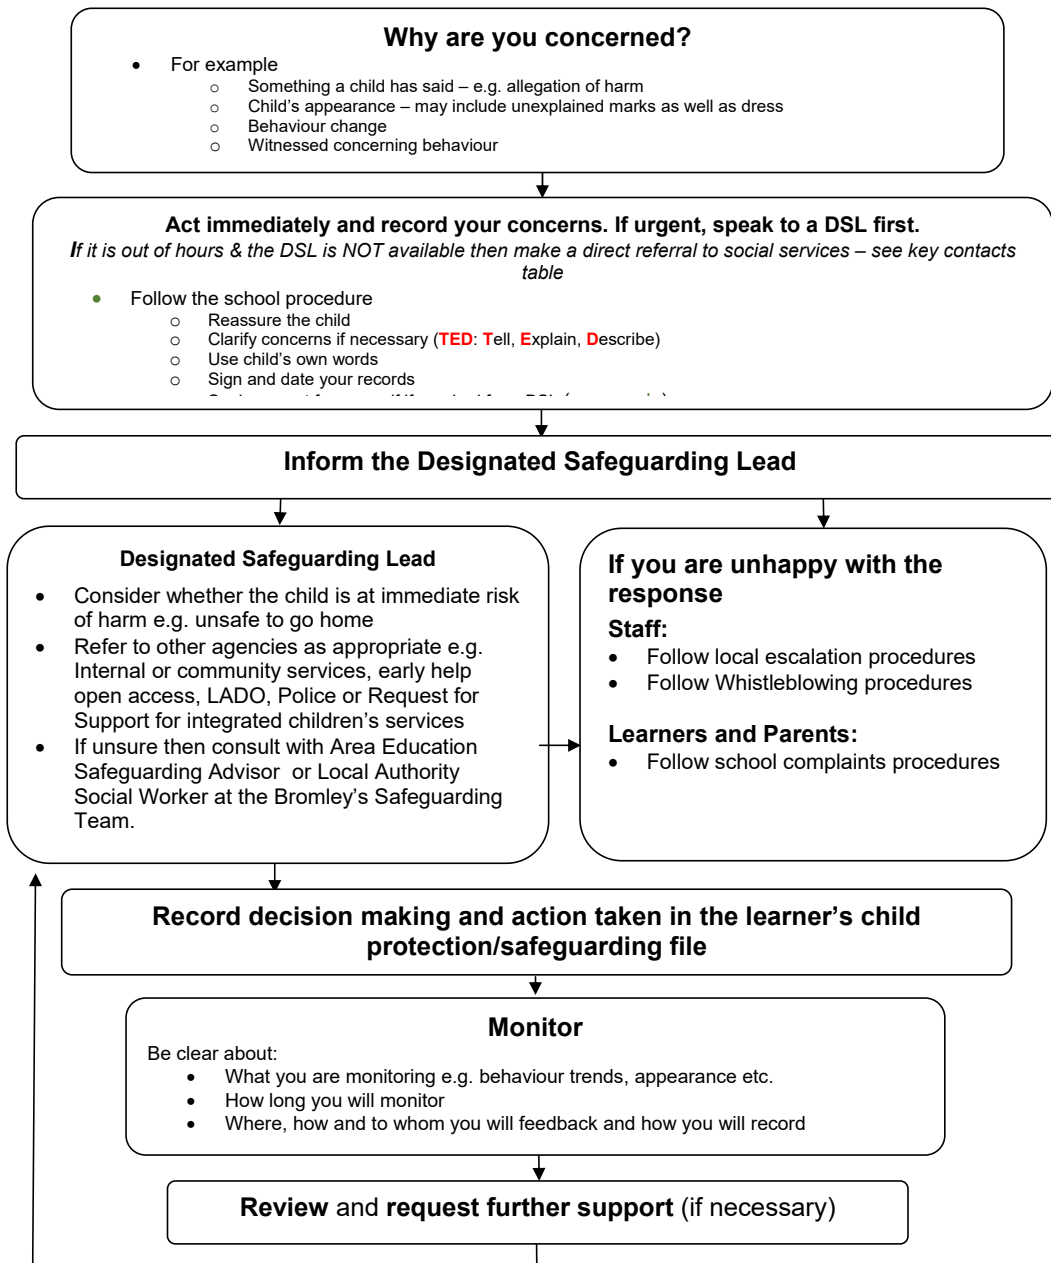 Why are you concerned?
• For example
o Something a child has said – e.g. allegation of harm
o Child’s appearance – may include unexplained marks as well as dress
o Behaviour change
o Witnessed concerning behaviour
Act immediately and record your concerns. If urgent, speak to a DSL first.
If it is out of hours & the DSL is NOT available then make a direct referral to social services – see key contacts
table
• Follow the school procedure
o Reassure the child
o Clarify concerns if necessary (TED: Tell, Explain, Describe)
o Use child’s own words
o Sign and date your records
Inform the Designated Safeguarding Lead
Designated Safeguarding Lead
• Consider whether the child is at immediate risk
of harm e.g. unsafe to go home
• Refer to other agencies as appropriate e.g.
Internal or community services, early help
open access, LADO, Police or Request for
Support for integrated children’s services
• If unsure then consult with Area Education
Safeguarding Advisor or Local Authority
Social Worker at the Bromley’s Safeguarding
Team.
If you are unhappy with the
response
Staff:
• Follow local escalation procedures
• Follow Whistleblowing procedures
Learners and Parents:
• Follow school complaints procedures
Record decision making and action taken in the learner’s child
protection/safeguarding file
Monitor
Be clear about:
• What you are monitoring e.g. behaviour trends, appearance etc.
• How long you will monitor
• Where, how and to whom you will feedback and how you will record
Review and request further support (if necessary)